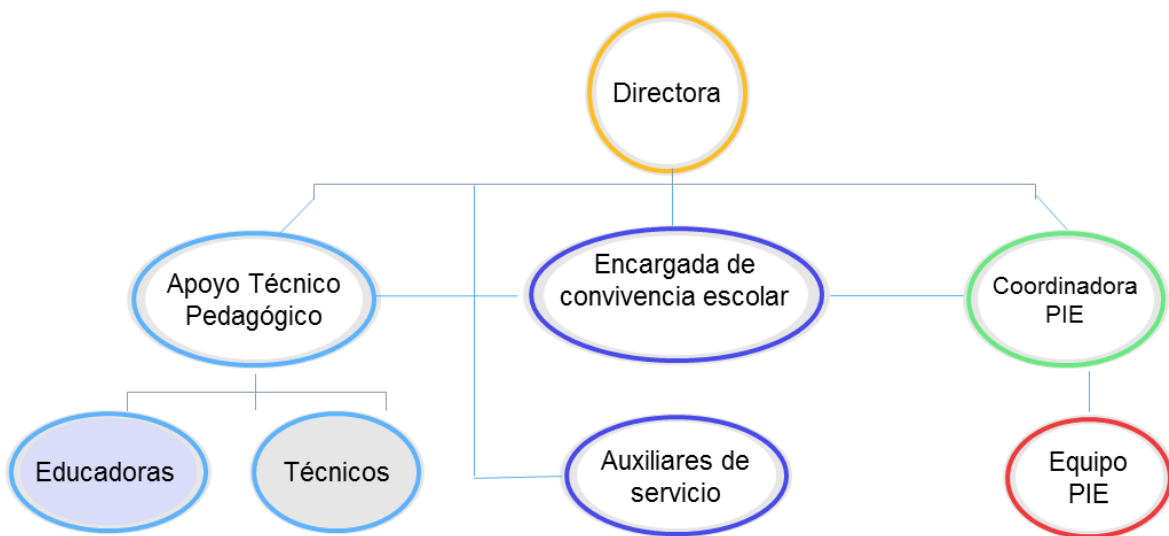 Directora
Apoyo Técnico
Pedagógico
Encargada de
convivencia escolar
Coordinadora
PIE
Educadoras
Técnicos
Auxiliares de
servicio
Equipo
PIE